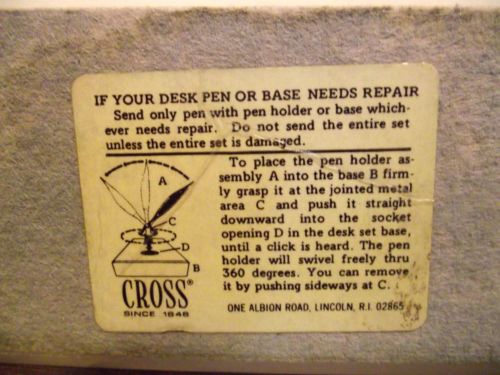 IF YOUR DESK PEN OR BASE NEEDS REPAIR
Send only pen with pen holder or base which-
ever needs repair. Do not send the entire set
unless the entire set is damaged.
To place the pen holder as-
sembly A into the base B firm-
ly grasp it at the jointed metal
area C and push it straight
downward into the socket
opening D in the desk set base,
until a click is heard. The pen
holder will swivel freely thru
360 degrees. You can remove
it by pushing sideways at C.
A
C
D
B
CROSS®
SINCE 1846
ONE ALBION ROAD, LINCOLN, R.I. 02865